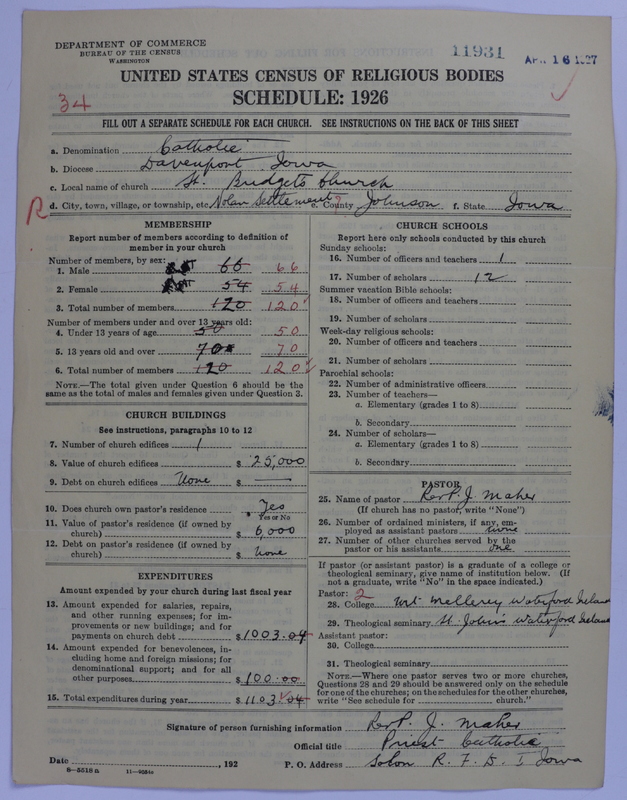 DEPARTMENT OF COMMERCE
BUREAU OF THE CENSUS
WASHINGTON
11931
APR 16 1927
UNITED STATES CENSUS OF RELIGIOUS BODIES
34
SCHEDULE: 1926
FILL OUT A SEPARATE SCHEDULE FOR EACH CHURCH. SEE INSTRUCTIONS ON THE BACK OF THIS SHEET
a. Denomination Catholic
b. Diocese Davenport Iowa
c. Local name of church St. Bridgets Church
R d. City, town, village, or township, etc. Nolan Settlement e. County Johnson f. State Iowa
MEMBERSHIP
Report number of members according to definition of
member in your church
Number of members, by sex:
1. Male 66 66
2. Female 54 54
3. Total number of members 120 120
Number of members under and over 13 years old:
4. Under 13 years of age 50 50
5. 13 years old and over 70 70
6. Total number of members 120 120
NOTE.—The total given under Question 6 should be the
same as the total of males and females given under Question 3.
CHURCH BUILDINGS
See instructions, paragraphs 10 to 12
7. Number of church edifices 1
8. Value of church edifices $ 25,000
9. Debt on church edifices None $
10. Does church own pastor's residence Yes
Yes or No
11. Value of pastor's residence (if owned by
church) $ 6,000
12. Debt on pastor's residence (if owned by
church) $ None
EXPENDITURES
Amount expended by your church during last fiscal year
13. Amount expended for salaries, repairs,
and other running expenses; for im-
provements or new buildings; and for
payments on church debt $ 1003.04
14. Amount expended for benevolences, in-
cluding home and foreign missions; for
denominational support; and for all
other purposes $ 100.00
15. Total expenditures during year $ 1103.04
CHURCH SCHOOLS
Report here only schools conducted by this church
Sunday schools:
16. Number of officers and teachers 1
17. Number of scholars 12
Summer vacation Bible schools:
18. Number of officers and teachers
19. Number of scholars
Week-day religious schools:
20. Number of officers and teachers
21. Number of scholars
Parochial schools:
22. Number of administrative officers
23. Number of teachers—
a. Elementary (grades 1 to 8)
b. Secondary
24. Number of scholars—
a. Elementary (grades 1 to 8)
b. Secondary
PASTOR
25. Name of pastor Rev P. J. Maher
(If church has no pastor, write "None")
26. Number of ordained ministers, if any, em-
ployed as assistant pastors none
27. Number of other churches served by the
pastor or his assistants one
If pastor (or assistant pastor) is a graduate of a college or
theological seminary, give name of institution below. (If
not a graduate, write "No" in the space indicated.)
Pastor: 2
28. College Mt Mellerey Waterford Ireland
29. Theological seminary St. Johns Waterford Ireland
Assistant pastor:
30. College
31. Theological seminary
NOTE.—Where one pastor serves two or more churches,
Questions 28 and 29 should be answered only on the schedule
for one of the churches; on the schedules for the other churches,
write "See schedule for church."
Signature of person furnishing information Rev P. J. Maher
Official title Priest Catholic
Date , 192 P. O. Address Solon R. F. D. 1 Iowa
8—5518 a 11—9254